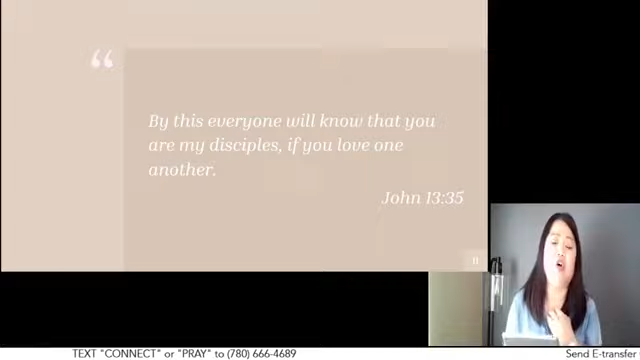 “
By this everyone will know that you
are my disciples, if you love one
another.
John 13:35
TEXT "CONNECT" or "PRAY" to (780) 666-4689
Send E-transfer